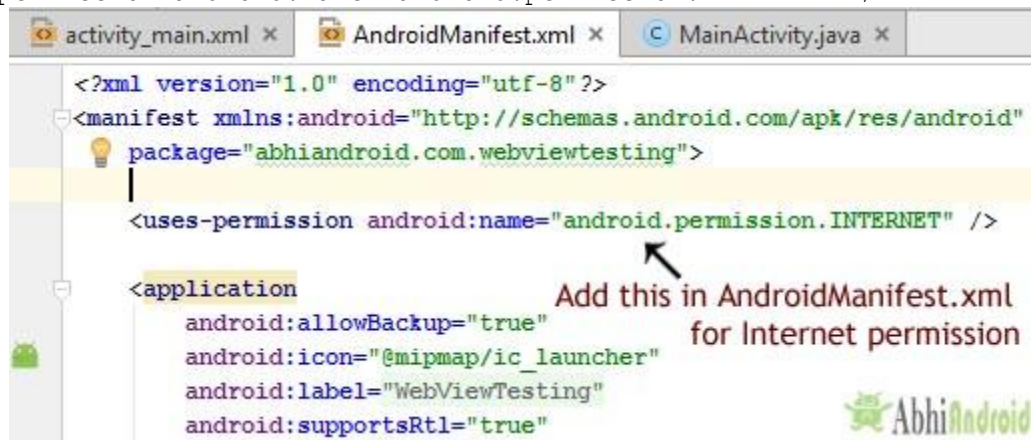 activity_main.xml × AndroidManifest.xml × C MainActivity.java ×
<?xml version="1.0" encoding="utf-8"?>
<manifest xmlns:android="http://schemas.android.com/apk/res/android"
package="abhiandroid.com.webviewtesting">
<uses-permission android:name="android.permission.INTERNET" />
<application
Add this in AndroidManifest.xml
for Internet permission
android:allowBackup="true"
android:icon="@mipmap/ic_launcher"
android:label="WebViewTesting"
android:supportsRtl="true"
AbhiAndroid